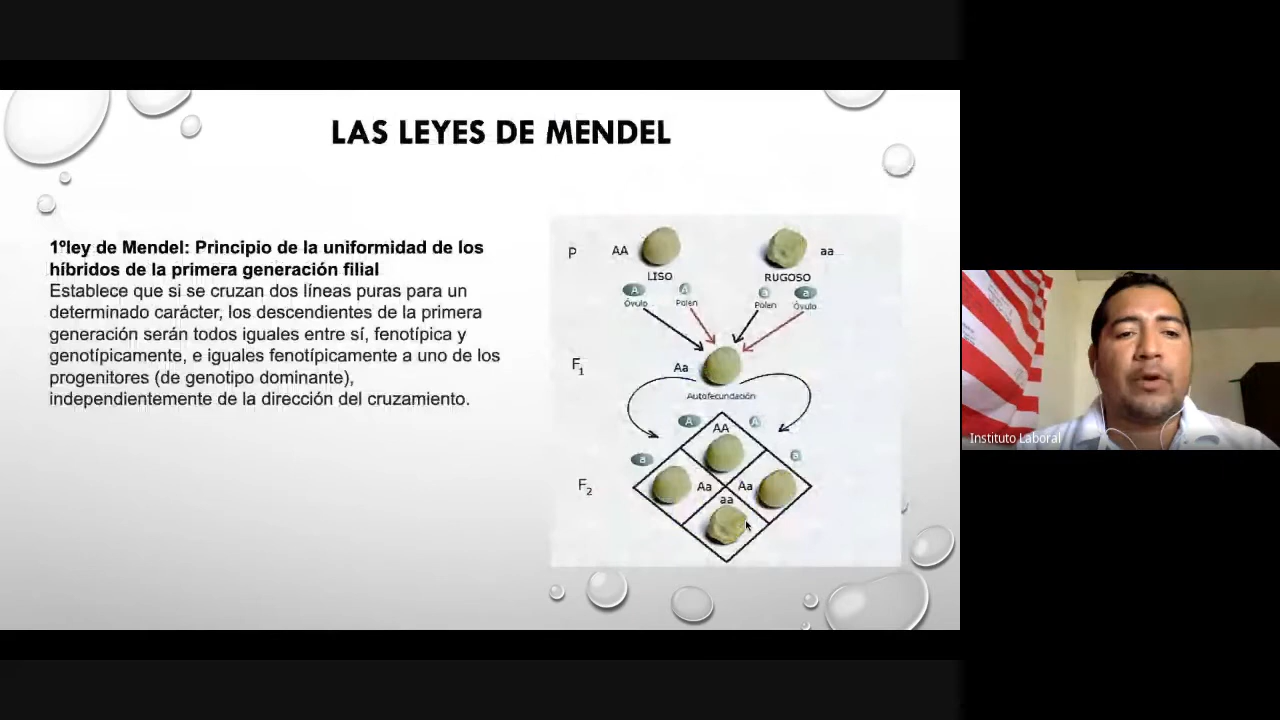 LAS LEYES DE MENDEL
1ºley de Mendel: Principio de la uniformidad de los
híbridos de la primera generación filial
Establece que si se cruzan dos líneas puras para un
determinado carácter, los descendientes de la primera
generación serán todos iguales entre sí, fenotípica y
genotípicamente, e iguales fenotípicamente a uno de los
progenitores (de genotipo dominante),
independientemente de la dirección del cruzamiento.
P AA aa
LISO RUGOSO
A A a a
Óvulo Polen Polen Óvulo
F1 Aa
Autofecundación
A AA A
a a
F2 Aa Aa
aa
Instituto Laboral